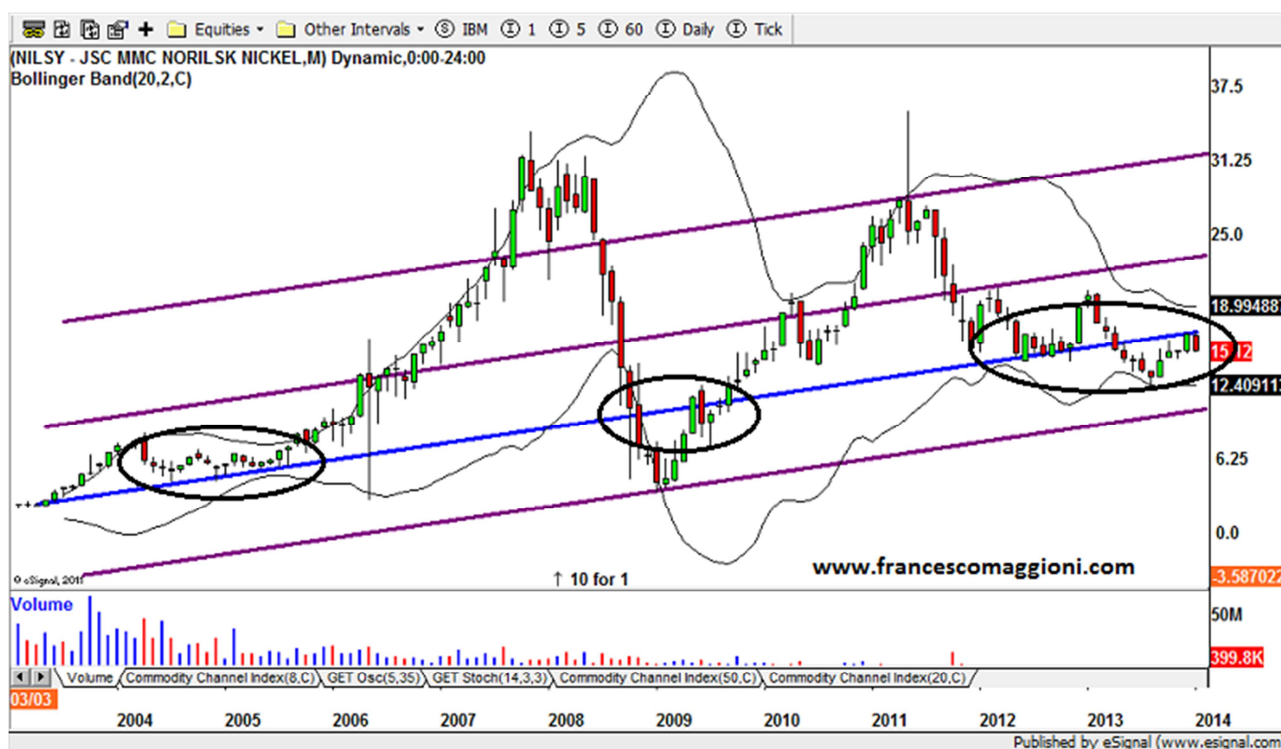 Equities Other Intervals IBM 1 5 60 Daily Tick
(NILSY - JSC MMC NORILSK NICKEL,M) Dynamic,0:00-24:00
Bollinger Band(20,2,C)
37.5
31.25
25.0
18.994887
15.12
12.409113
6.25
0.0
www.francescomaggioni.com
-3.587022
© eSignal, 2011
↑ 10 for 1
Volume
50M
399.8K
Volume Commodity Channel Index(8,C) GET Osc(5,35) GET Stoch(14,3,3) Commodity Channel Index(50,C) Commodity Channel Index(20,C)
03/03
2004 2005 2006 2007 2008 2009 2010 2011 2012 2013 2014
Published by eSignal (www.esignal.com